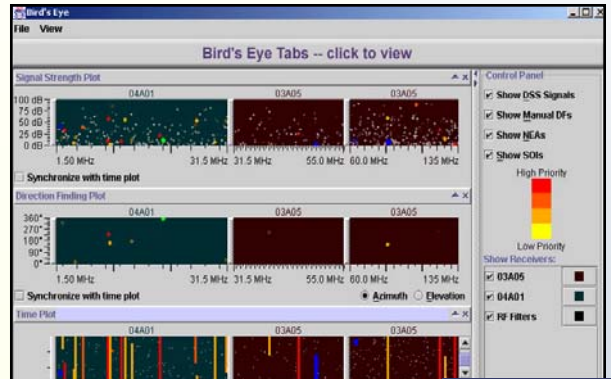 Bird's Eye
File View
Bird's Eye Tabs -- click to view
Signal Strength Plot
04A01 03A05 03A05
100 dB
75 dB
50 dB
25 dB
0 dB
1.50 MHz 31.5 MHz 31.5 MHz 55.0 MHz 60.0 MHz 135 MHz
Synchronize with time plot
Direction Finding Plot
04A01 03A05 03A05
360°
270°
180°
90°
0°
1.50 MHz 31.5 MHz 31.5 MHz 55.0 MHz 60.0 MHz 135 MHz
Synchronize with time plot Azimuth Elevation
Time Plot
04A01 03A05 03A05
Control Panel
Show DSS Signals
Show Manual DFs
Show NEAs
Show SOIs
High Priority
Low Priority
Show Receivers:
03A05
04A01
RF Filters